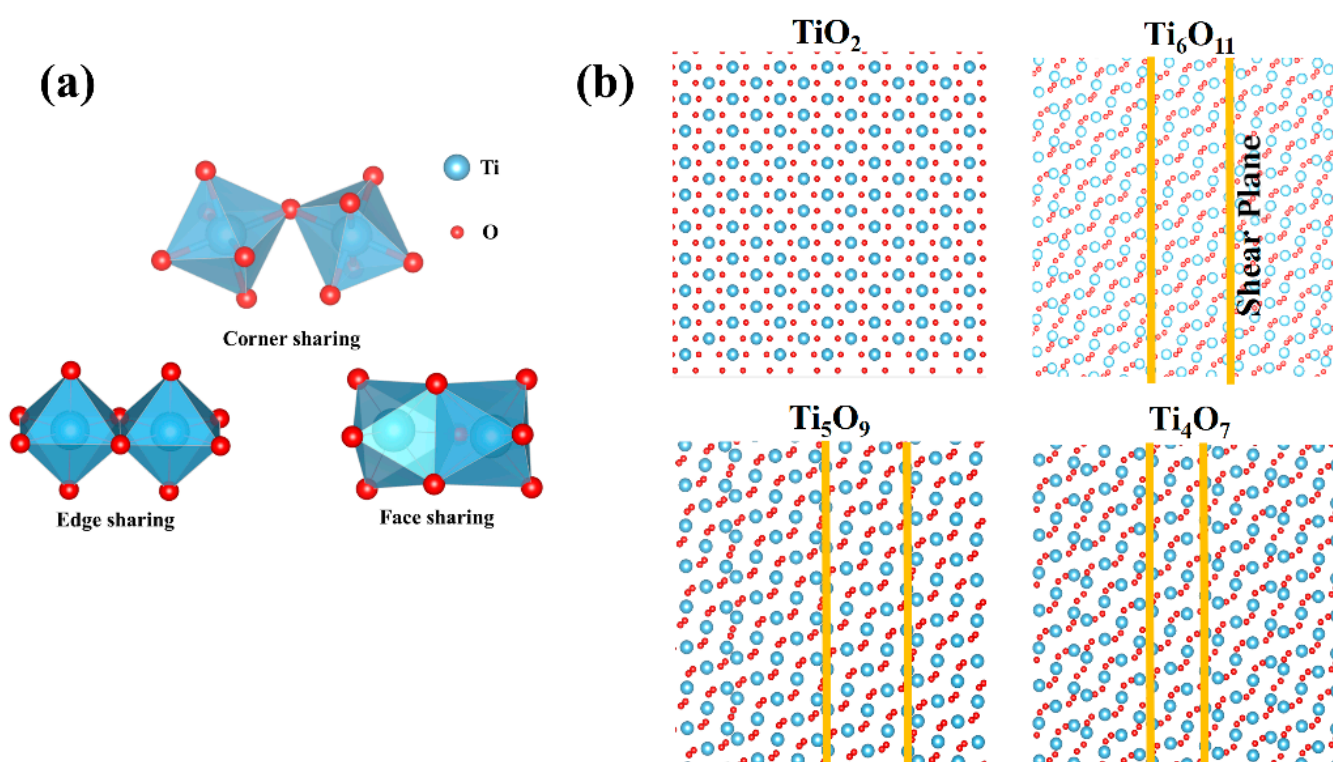 (a)
Ti
O
Corner sharing
Edge sharing
Face sharing
(b)
TiO₂
Ti₆O₁₁
Shear Plane
Ti₅O₉
Ti₄O₇